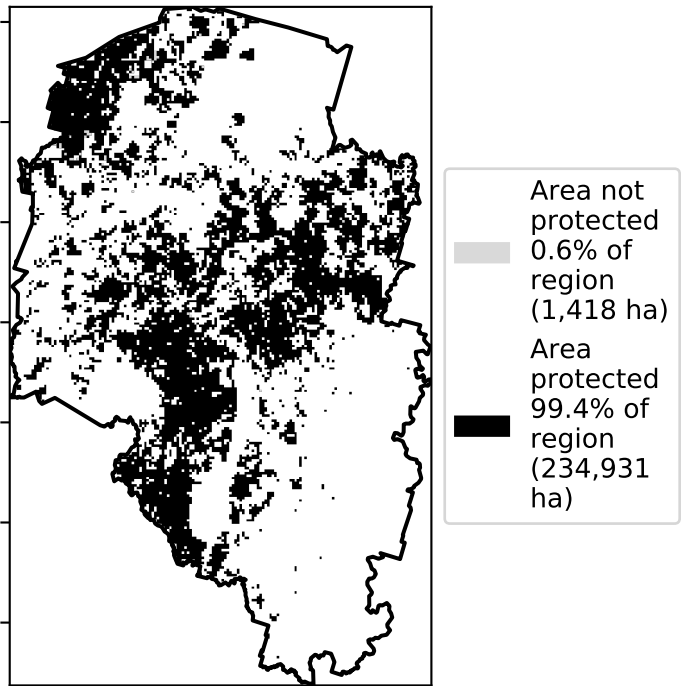 Area not
protected
0.6% of
region
(1,418 ha)
Area
protected
99.4% of
region
(234,931
ha)